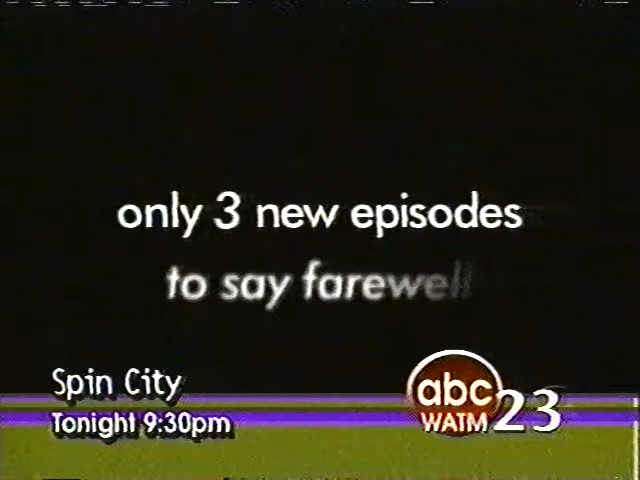 only 3 new episodes
to say farewell
Spin City
Tonight 9:30pm
abc
WATM
23